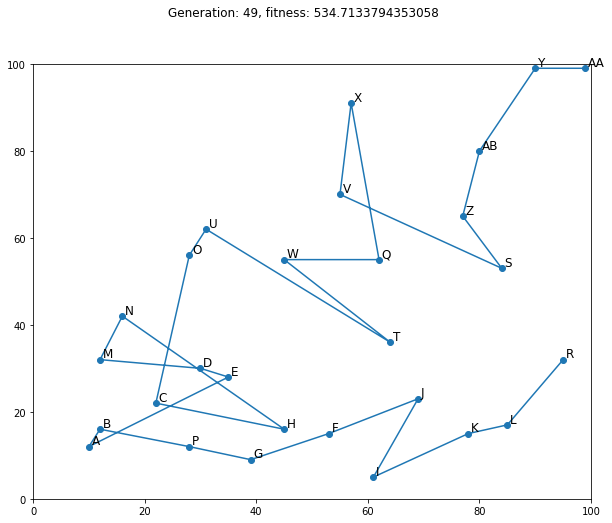 Generation: 49, fitness: 534.7133794353058
100
Y
AA
X
80
AB
V
Z
U
60
O
W
Q
S
N
40
T
M
D
E
R
20
C
J
B
A
P
G
H
F
I
K
L
0
0
20
40
60
80
100